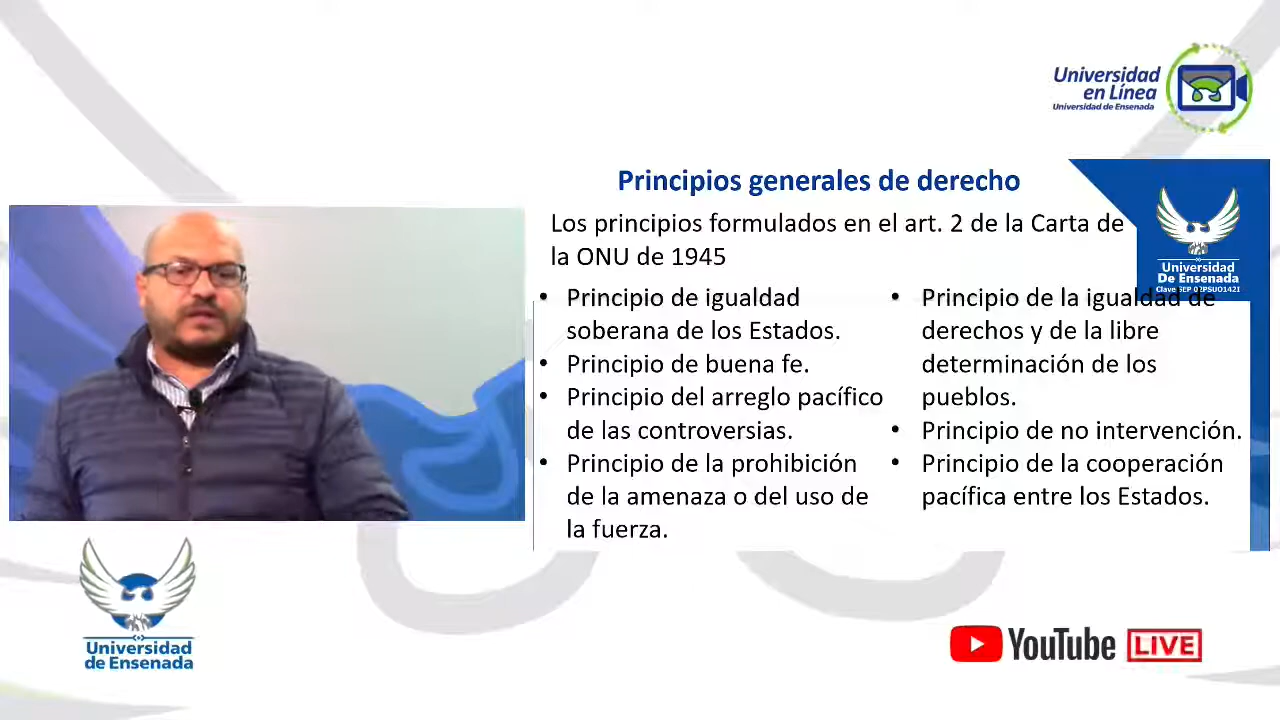 Universidad
en Línea
Universidad de Ensenada
Principios generales de derecho
Los principios formulados en el art. 2 de la Carta de
la ONU de 1945
Universidad
De Ensenada
Clave SEP 02PSU0142I
• Principio de igualdad
soberana de los Estados.
• Principio de buena fe.
• Principio del arreglo pacífico
de las controversias.
• Principio de la prohibición
de la amenaza o del uso de
la fuerza.
• Principio de la igualdad de
derechos y de la libre
determinación de los
pueblos.
• Principio de no intervención.
• Principio de la cooperación
pacífica entre los Estados.
Universidad
de Ensenada
YouTube LIVE